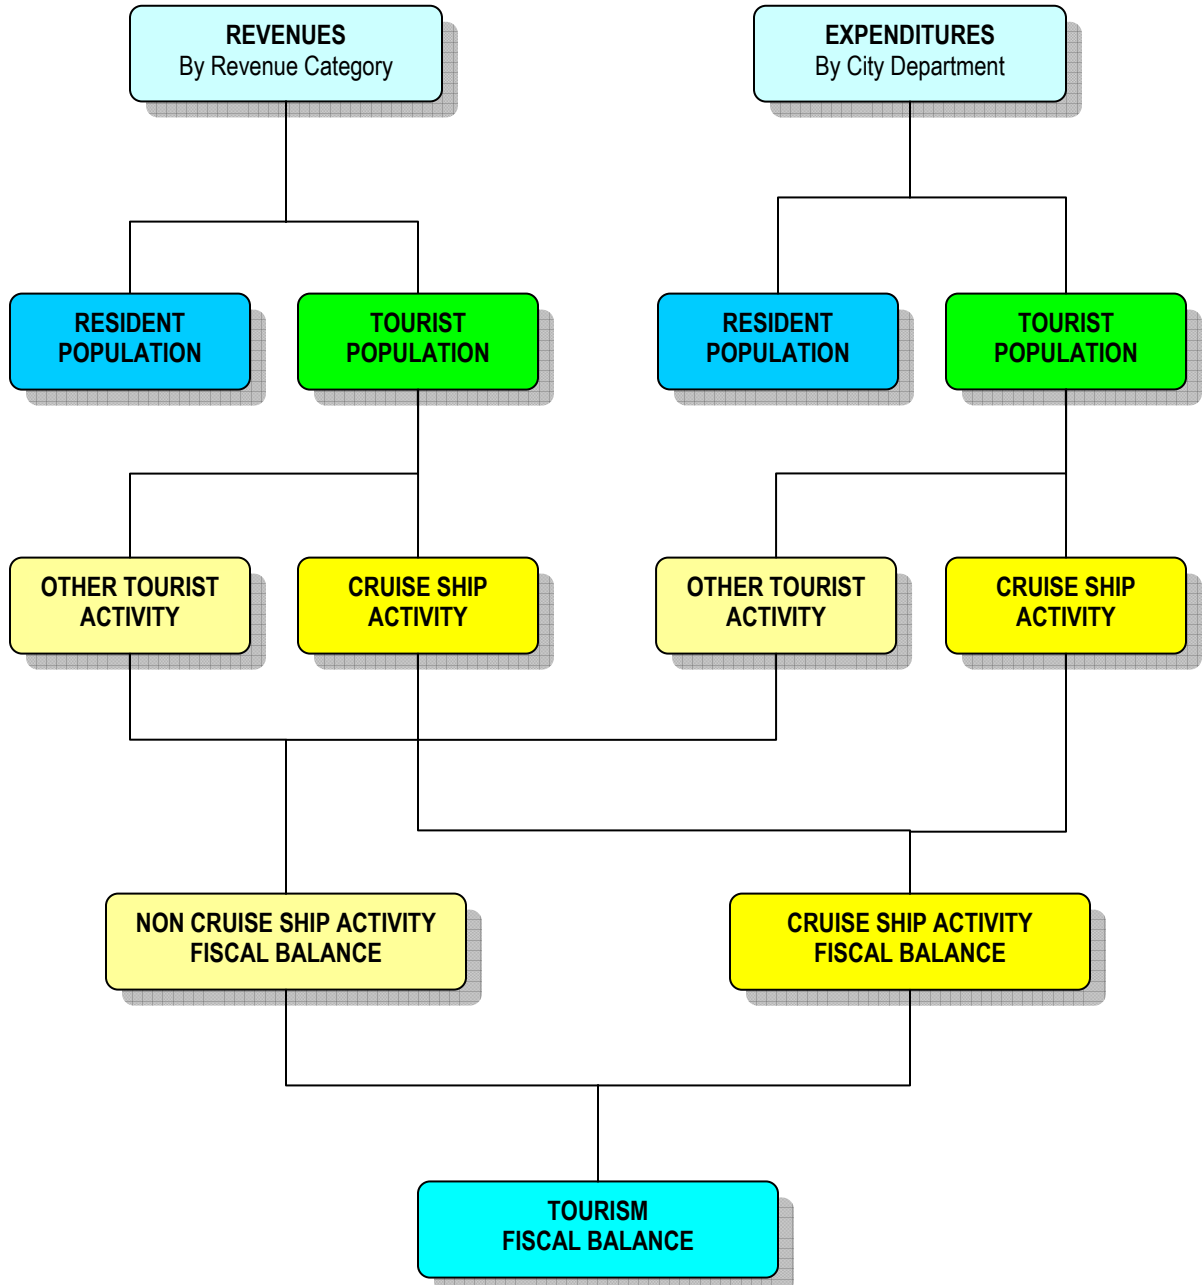 REVENUES
By Revenue Category
EXPENDITURES
By City Department
RESIDENT
POPULATION
TOURIST
POPULATION
RESIDENT
POPULATION
TOURIST
POPULATION
OTHER TOURIST
ACTIVITY
CRUISE SHIP
ACTIVITY
OTHER TOURIST
ACTIVITY
CRUISE SHIP
ACTIVITY
NON CRUISE SHIP ACTIVITY
FISCAL BALANCE
CRUISE SHIP ACTIVITY
FISCAL BALANCE
TOURISM
FISCAL BALANCE